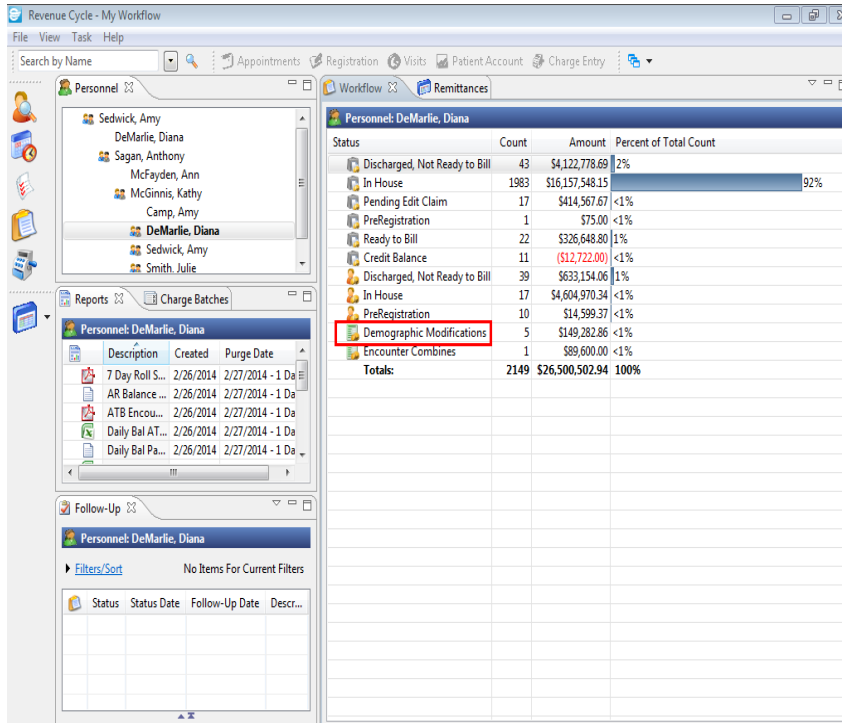 Revenue Cycle - My Workflow
File View Task Help
Search by Name Appointments Registration Visits Patient Account Charge Entry
Personnel
Sedwick, Amy
DeMarlie, Diana
Sagan, Anthony
McFayden, Ann
McGinnis, Kathy
Camp, Amy
DeMarlie, Diana
Sedwick, Amy
Smith, Julie
Reports Charge Batches
Personnel: DeMarlie, Diana
Description Created Purge Date
7 Day Roll S... 2/26/2014 2/27/2014 - 1 Da
AR Balance ... 2/26/2014 2/27/2014 - 1 Da
ATB Encou... 2/26/2014 2/27/2014 - 1 Da
Daily Bal AT... 2/26/2014 2/27/2014 - 1 Da
Daily Bal Pa... 2/26/2014 2/27/2014 - 1 Da
Follow-Up
Personnel: DeMarlie, Diana
Filters/Sort No Items For Current Filters
Status Status Date Follow-Up Date Descr...
Workflow Remittances
Personnel: DeMarlie, Diana
Status Count Amount Percent of Total Count
Discharged, Not Ready to Bill 43 $4,122,778.69 2%
In House 1983 $16,157,548.15 92%
Pending Edit Claim 17 $414,567.67 <1%
PreRegistration 1 $75.00 <1%
Ready to Bill 22 $326,648.80 1%
Credit Balance 11 ($12,722.00) <1%
Discharged, Not Ready to Bill 39 $633,154.06 1%
In House 17 $4,604,970.34 <1%
PreRegistration 10 $14,599.37 <1%
Demographic Modifications 5 $149,282.86 <1%
Encounter Combines 1 $89,600.00 <1%
Totals: 2149 $26,500,502.94 100%